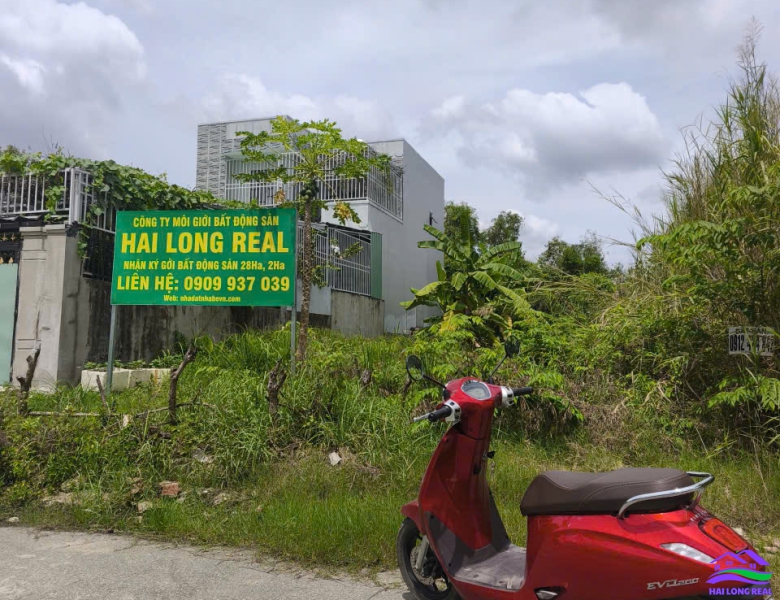 CÔNG TY MÔI GIỚI BẤT ĐỘNG SẢN
HAI LONG REAL
NHẬN KÝ GỞI BẤT ĐỘNG SẢN 28Ha, 2Ha
LIÊN HỆ: 0909 937 039
Web: nhadatnhabevn.com
0912
EVO200
HAI LONG REAL